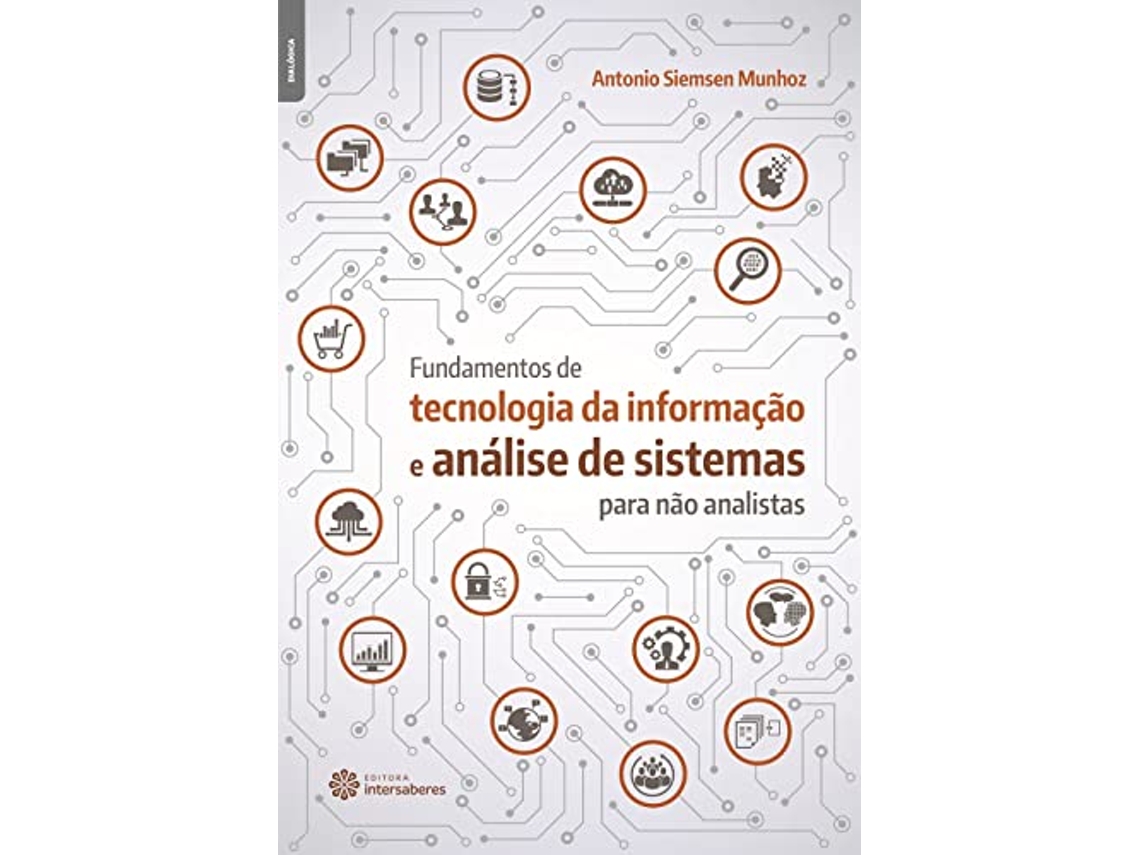 DIALÓGICA
Antonio Siemsen Munhoz
Fundamentos de
tecnologia da informação
e análise de sistemas
para não analistas
EDITORA
intersaberes